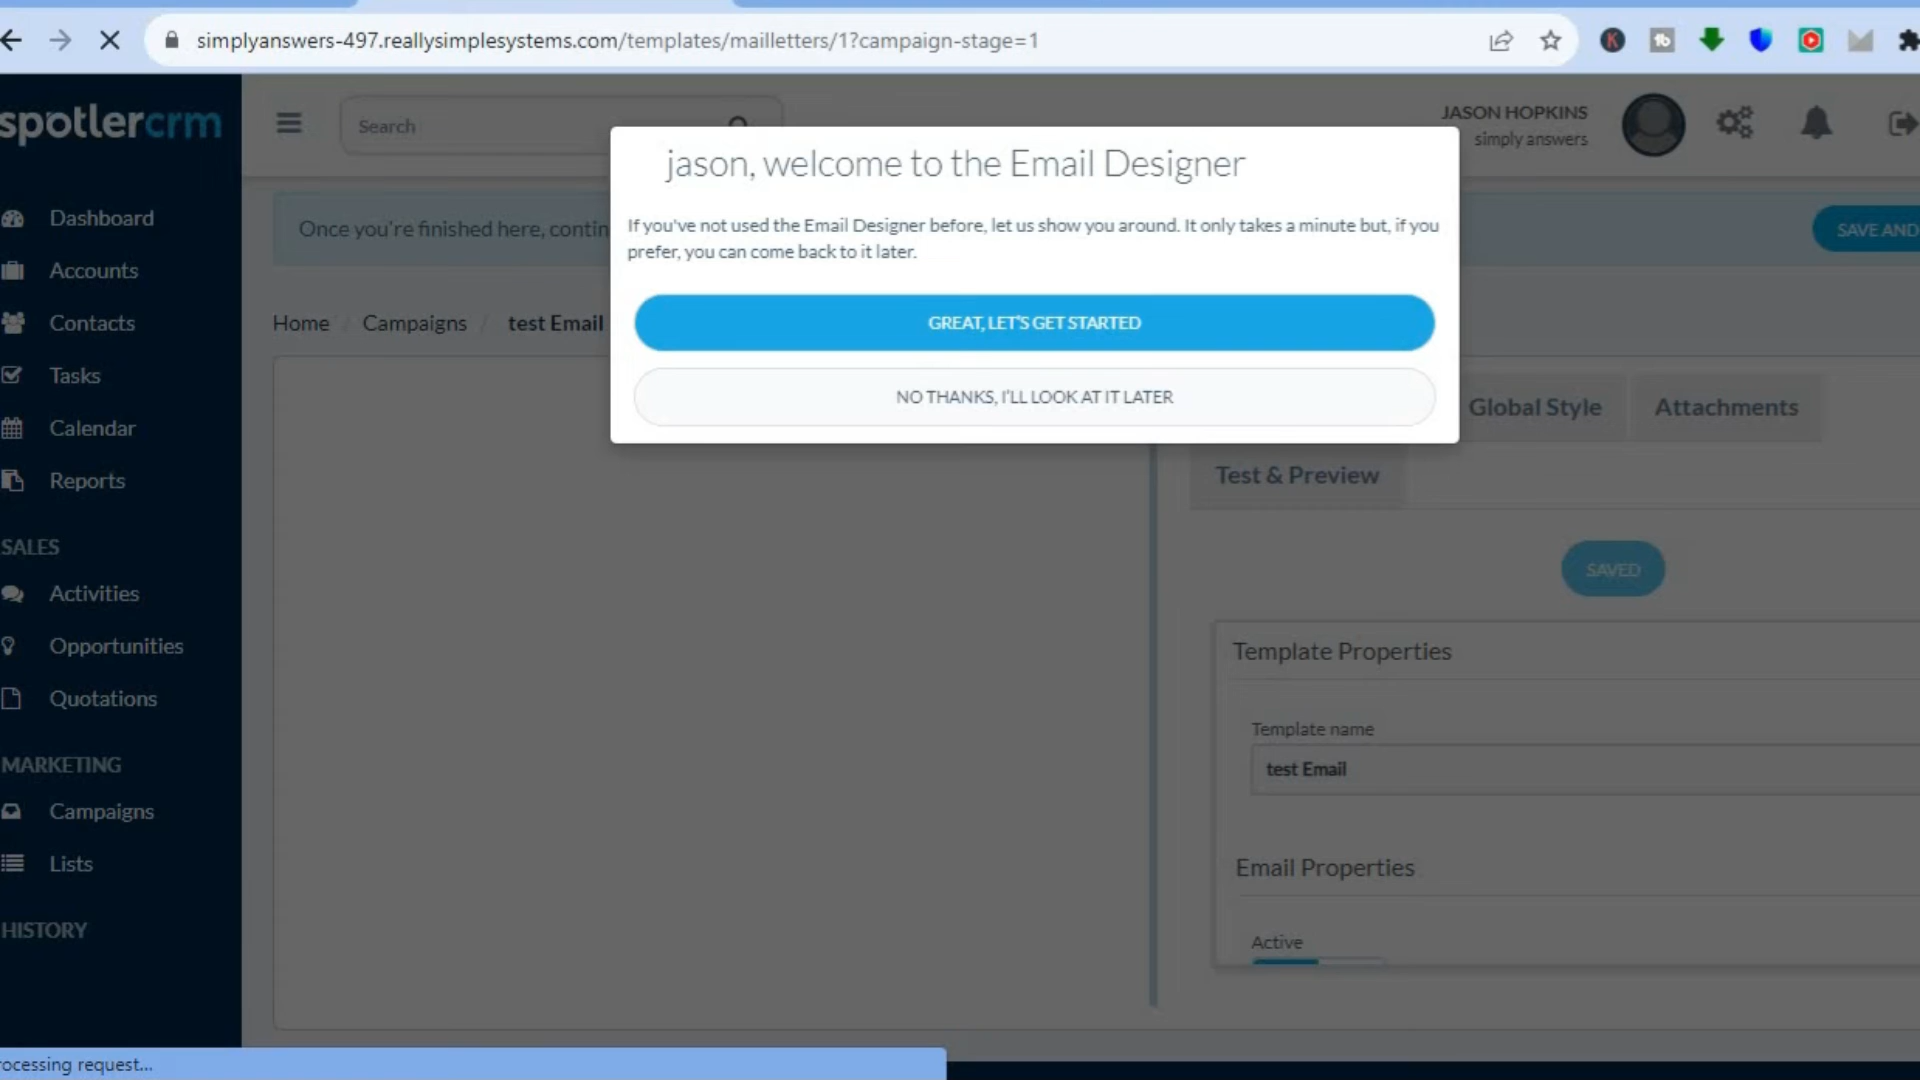 simplyanswers-497.reallysimplesystems.com/templates/mailletters/1?campaign-stage=1
spotlercrm
Search
JASON HOPKINS
simply answers
jason, welcome to the Email Designer
If you've not used the Email Designer before, let us show you around. It only takes a minute but, if you
prefer, you can come back to it later.
GREAT, LET'S GET STARTED
NO THANKS, I'LL LOOK AT IT LATER
Once you're finished here, contin
SAVE AND
Home / Campaigns / test Email
Dashboard
Accounts
Contacts
Tasks
Calendar
Reports
SALES
Activities
Opportunities
Quotations
MARKETING
Campaigns
Lists
HISTORY
Global Style
Attachments
Test & Preview
SAVED
Template Properties
Template name
test Email
Email Properties
Active
rocessing request...